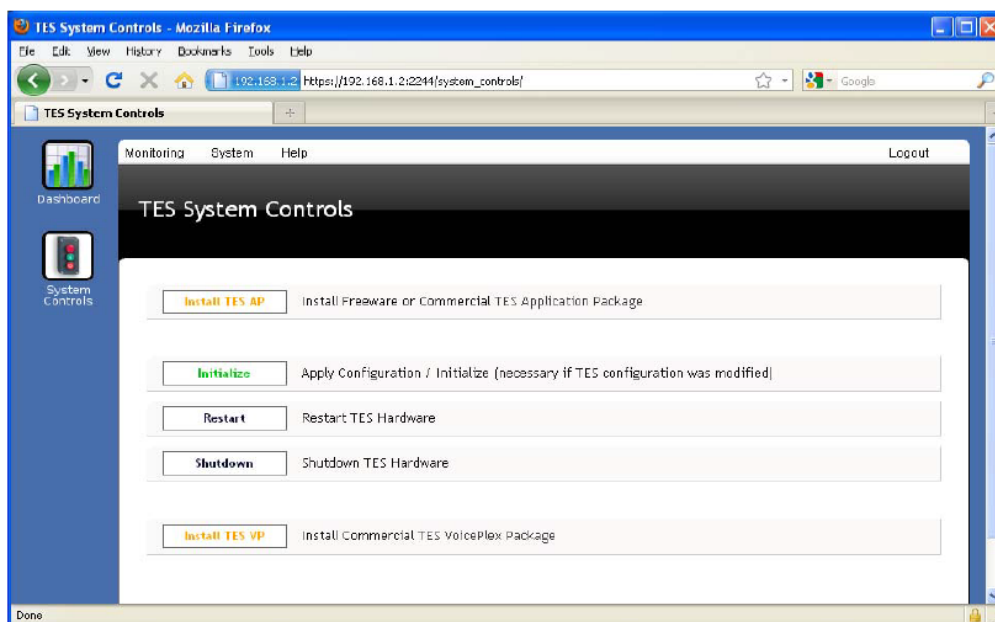 TES System Controls - Mozilla Firefox
File Edit View History Bookmarks Tools Help
192.168.1.2 https://192.168.1.2:2244/system_controls/ Google
TES System Controls
Monitoring System Help Logout
Dashboard
TES System Controls
System
Controls
Install TES AP Install Freeware or Commercial TES Application Package
Initialize Apply Configuration / Initialize (necessary if TES configuration was modified)
Restart Restart TES Hardware
Shutdown Shutdown TES Hardware
Install TES VP Install Commercial TES VoicePlex Package
Done